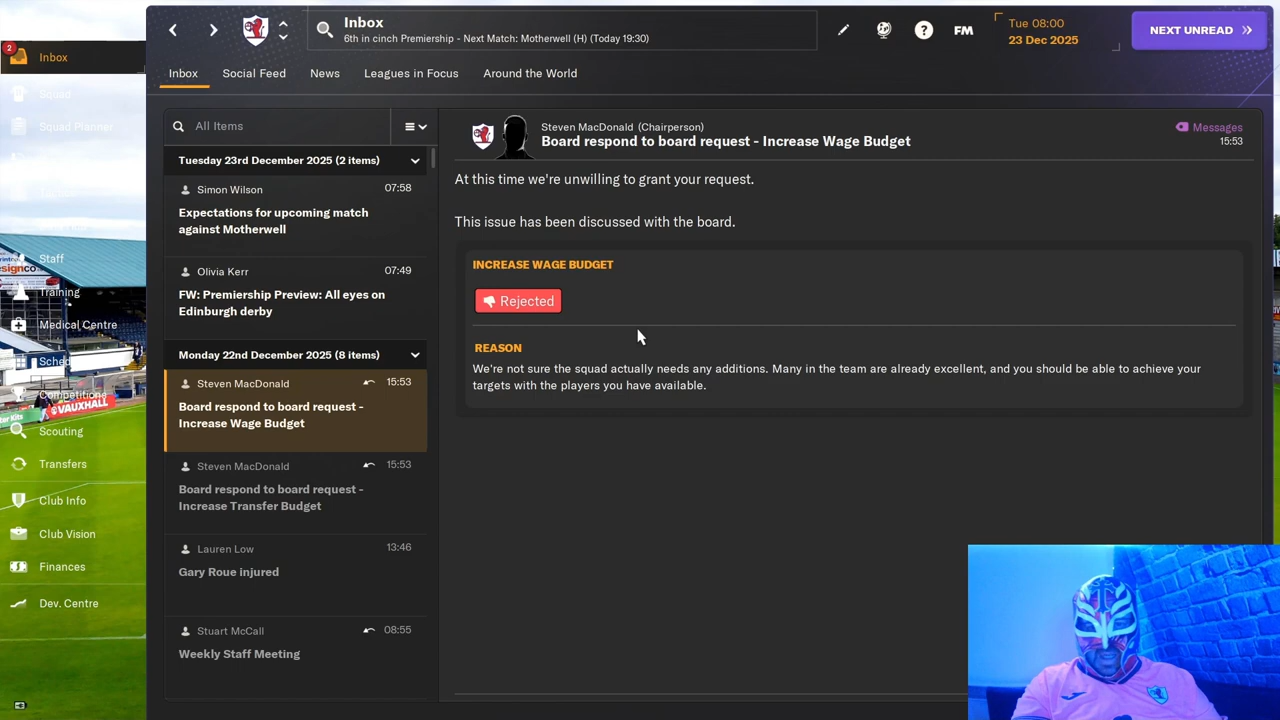 2
Inbox
Squad
Squad Planner
Staff
Training
Medical Centre
Sched
Competitions
Scouting
Transfers
Club Info
Club Vision
Finances
Dev. Centre
VAUXHALL
Inbox
6th in cinch Premiership - Next Match: Motherwell (H) (Today 19:30)
?
FM
Tue 08:00
23 Dec 2025
NEXT UNREAD
Inbox
Social Feed
News
Leagues in Focus
Around the World
All Items
Tuesday 23rd December 2025 (2 items)
Simon Wilson
07:58
Expectations for upcoming match
against Motherwell
Olivia Kerr
07:49
FW: Premiership Preview: All eyes on
Edinburgh derby
Monday 22nd December 2025 (8 items)
Steven MacDonald
15:53
Board respond to board request -
Increase Wage Budget
Steven MacDonald
15:53
Board respond to board request -
Increase Transfer Budget
Lauren Low
13:46
Gary Roue injured
Stuart McCall
08:55
Weekly Staff Meeting
Steven MacDonald (Chairperson)
Board respond to board request - Increase Wage Budget
Messages
15:53
At this time we're unwilling to grant your request.
This issue has been discussed with the board.
INCREASE WAGE BUDGET
Rejected
REASON
We're not sure the squad actually needs any additions. Many in the team are already excellent, and you should be able to achieve your
targets with the players you have available.